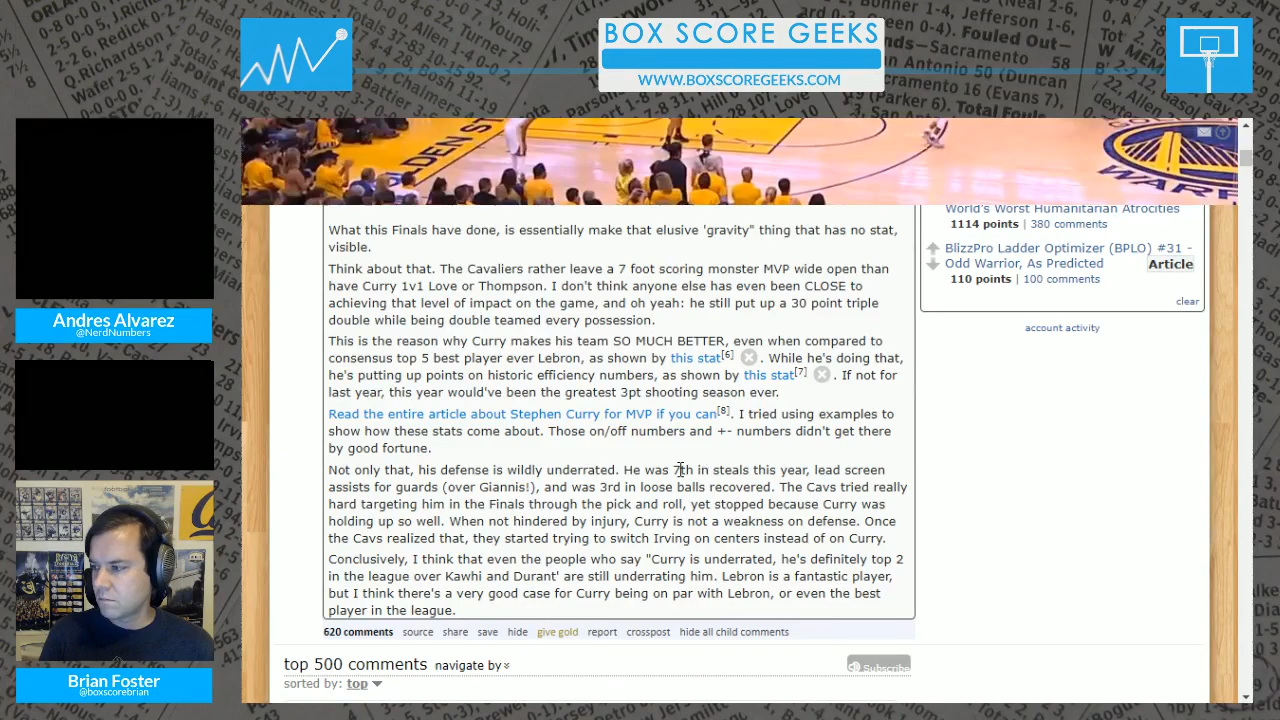 BOX SCORE GEEKS
WWW.BOXSCOREGEEKS.COM
Andres Alvarez
@NerdNumbers
Brian Foster
@boxscorebrian
What this Finals have done, is essentially make that elusive 'gravity" thing that has no stat,
visible.
Think about that. The Cavaliers rather leave a 7 foot scoring monster MVP wide open than
have Curry 1v1 Love or Thompson. I don't think anyone else has even been CLOSE to
achieving that level of impact on the game, and oh yeah: he still put up a 30 point triple
double while being double teamed every possession.
This is the reason why Curry makes his team SO MUCH BETTER, even when compared to
consensus top 5 best player ever Lebron, as shown by this stat[6] . While he's doing that,
he's putting up points on historic efficiency numbers, as shown by this stat[7] . If not for
last year, this year would've been the greatest 3pt shooting season ever.
Read the entire article about Stephen Curry for MVP if you can[8]. I tried using examples to
show how these stats come about. Those on/off numbers and +- numbers didn't get there
by good fortune.
Not only that, his defense is wildly underrated. He was 7th in steals this year, lead screen
assists for guards (over Giannis!), and was 3rd in loose balls recovered. The Cavs tried really
hard targeting him in the Finals through the pick and roll, yet stopped because Curry was
holding up so well. When not hindered by injury, Curry is not a weakness on defense. Once
the Cavs realized that, they started trying to switch Irving on centers instead of on Curry.
Conclusively, I think that even the people who say "Curry is underrated, he's definitely top 2
in the league over Kawhi and Durant' are still underrating him. Lebron is a fantastic player,
but I think there's a very good case for Curry being on par with Lebron, or even the best
player in the league.
620 comments source share save hide give gold report crosspost hide all child comments
top 500 comments navigate by
sorted by: top
Subscribe
World's Worst Humanitarian Atrocities
1114 points | 380 comments
BlizzPro Ladder Optimizer (BPLO) #31 -
Odd Warrior, As Predicted
Article
110 points | 100 comments
clear
account activity